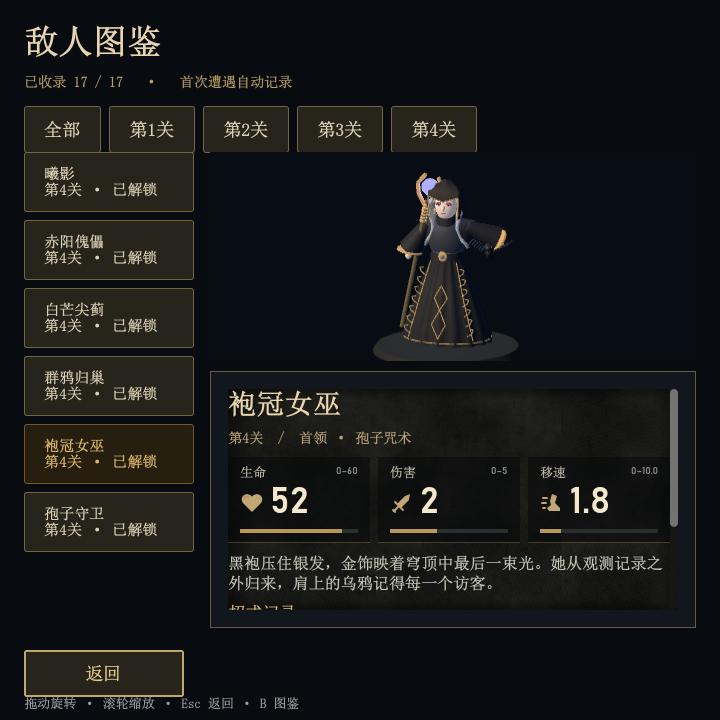 敌人图鉴
已收录 17 / 17 • 首次遭遇自动记录
全部 第1关 第2关 第3关 第4关
曦影
第4关 • 已解锁
赤阳傀儡
第4关 • 已解锁
白芒尖蓟
第4关 • 已解锁
群鸦归巢
第4关 • 已解锁
袍冠女巫
第4关 • 已解锁
孢子守卫
第4关 • 已解锁
袍冠女巫
第4关 / 首领 • 孢子咒术
生命 0–60
52
伤害 0–5
2
移速 0–10.0
1.8
黑袍压住银发，金饰映着穹顶中最后一束光。她从观测记录之
外归来，肩上的乌鸦记得每一个访客。
招式记录
返回
拖动旋转 • 滚轮缩放 • Esc 返回 • B 图鉴